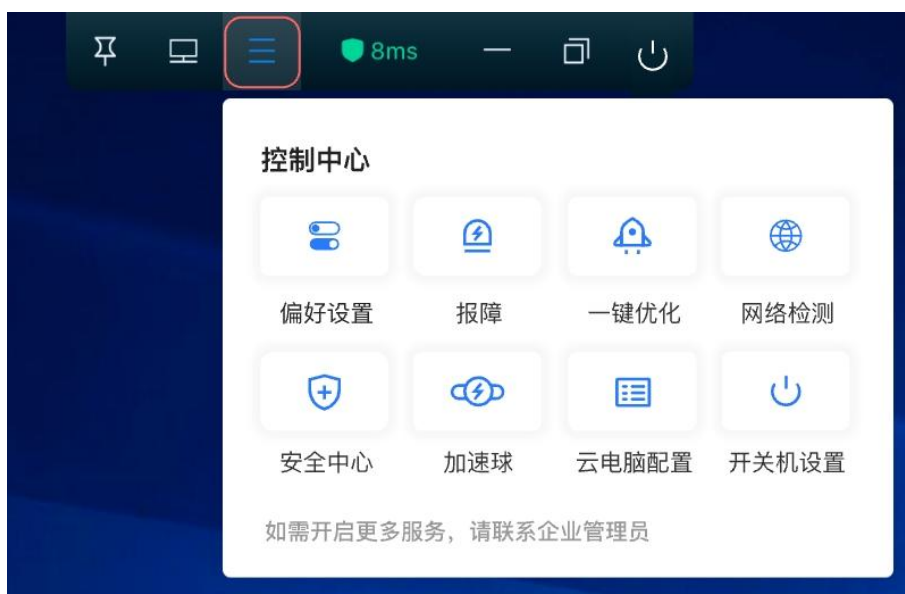 8ms
控制中心
偏好设置 报障 一键优化 网络检测
安全中心 加速球 云电脑配置 开关机设置
如需开启更多服务，请联系企业管理员